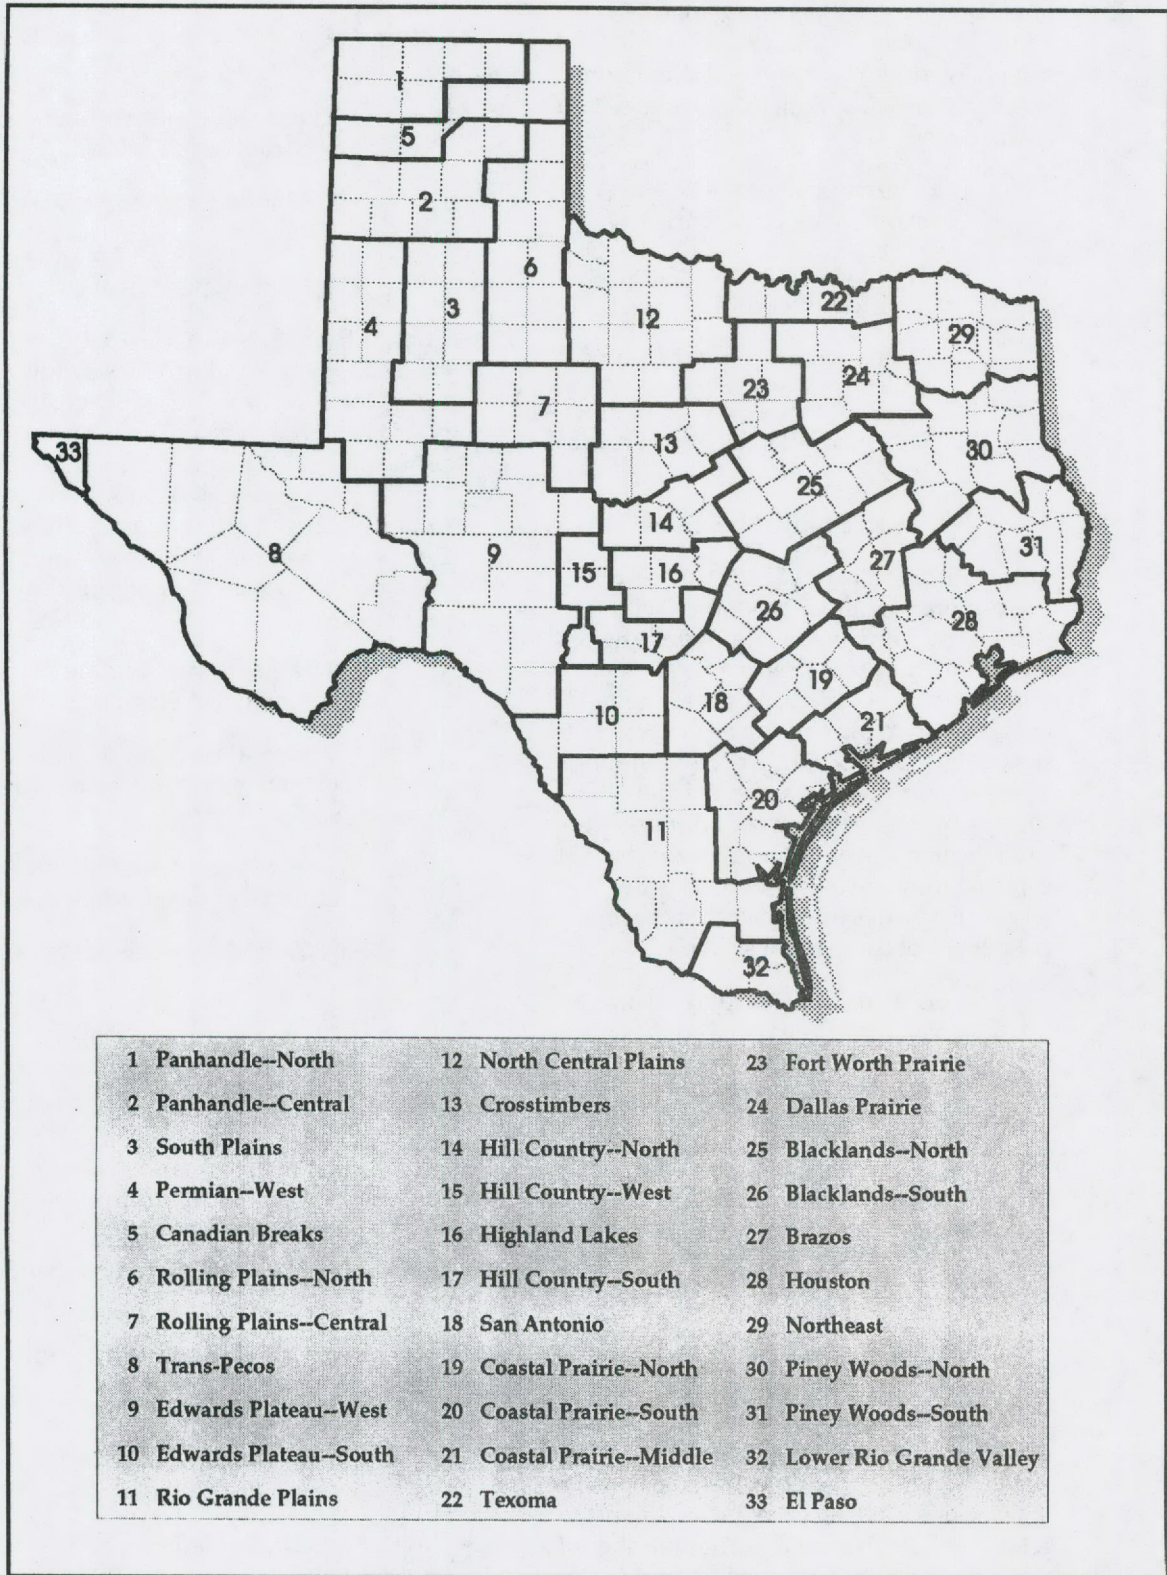 1
5
2
6
3
4
12
22
29
24
23
7
13
30
33
25
14
31
8
9
27
15
16
26
28
17
19
18
10
21
20
11
32
1 Panhandle--North
2 Panhandle--Central
3 South Plains
4 Permian--West
5 Canadian Breaks
6 Rolling Plains--North
7 Rolling Plains--Central
8 Trans-Pecos
9 Edwards Plateau--West
10 Edwards Plateau--South
11 Rio Grande Plains
12 North Central Plains
13 Crosstimbers
14 Hill Country--North
15 Hill Country--West
16 Highland Lakes
17 Hill Country--South
18 San Antonio
19 Coastal Prairie--North
20 Coastal Prairie--South
21 Coastal Prairie--Middle
22 Texoma
23 Fort Worth Prairie
24 Dallas Prairie
25 Blacklands--North
26 Blacklands--South
27 Brazos
28 Houston
29 Northeast
30 Piney Woods--North
31 Piney Woods--South
32 Lower Rio Grande Valley
33 El Paso